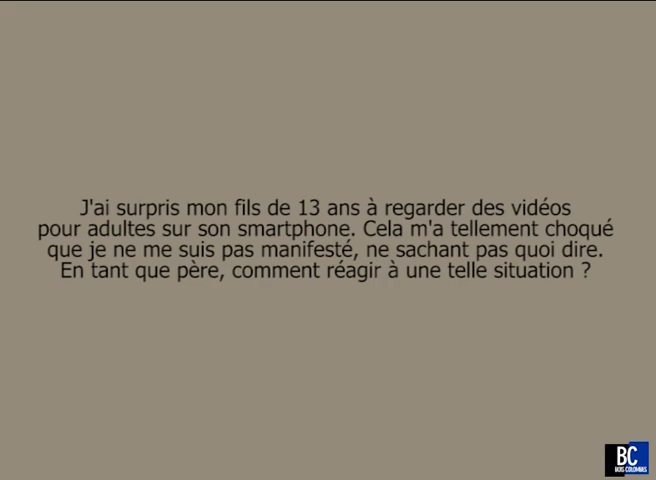 J'ai surpris mon fils de 13 ans à regarder des vidéos
pour adultes sur son smartphone. Cela m'a tellement choqué
que je ne me suis pas manifesté, ne sachant pas quoi dire.
En tant que père, comment réagir à une telle situation ?
BC
BOIS COLOMBES